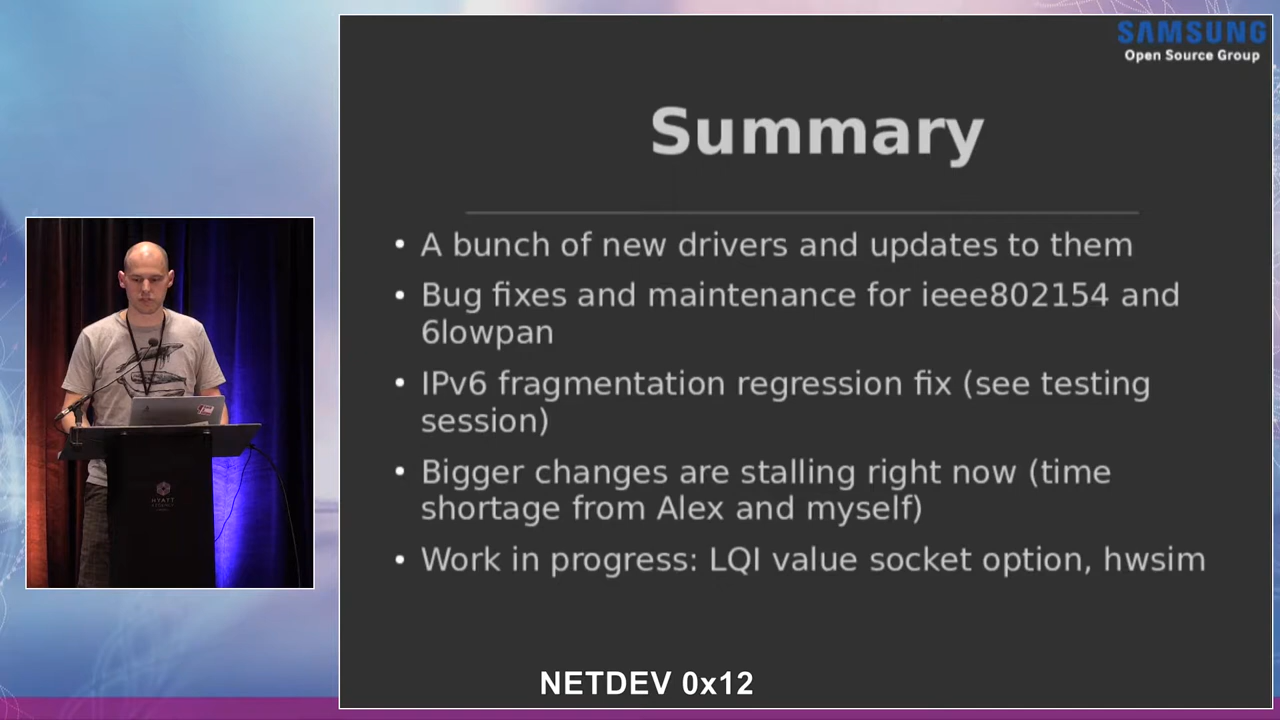 SAMSUNG
Open Source Group
Summary
• A bunch of new drivers and updates to them
• Bug fixes and maintenance for ieee802154 and
6lowpan
• IPv6 fragmentation regression fix (see testing
session)
• Bigger changes are stalling right now (time
shortage from Alex and myself)
• Work in progress: LQI value socket option, hwsim
HYATT
NETDEV 0x12